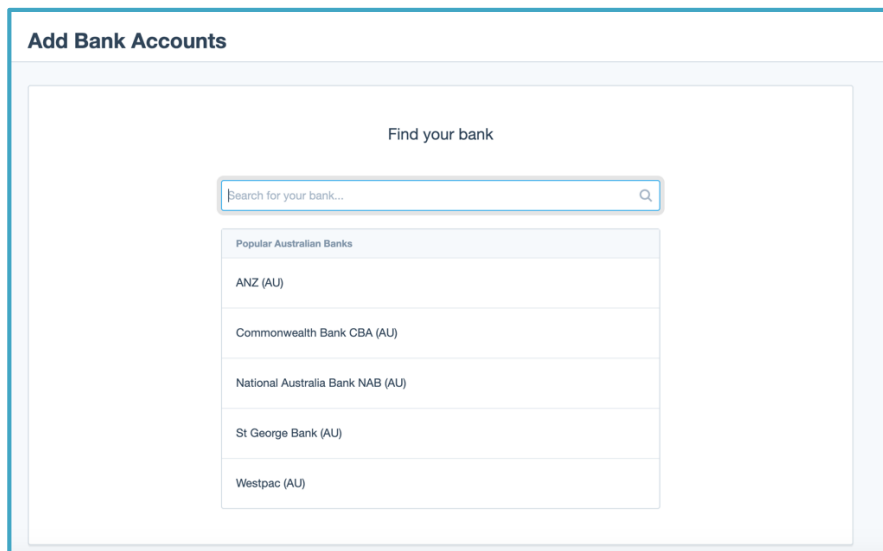 Add Bank Accounts
Find your bank
Search for your bank...
Popular Australian Banks
ANZ (AU)
Commonwealth Bank CBA (AU)
National Australia Bank NAB (AU)
St George Bank (AU)
Westpac (AU)